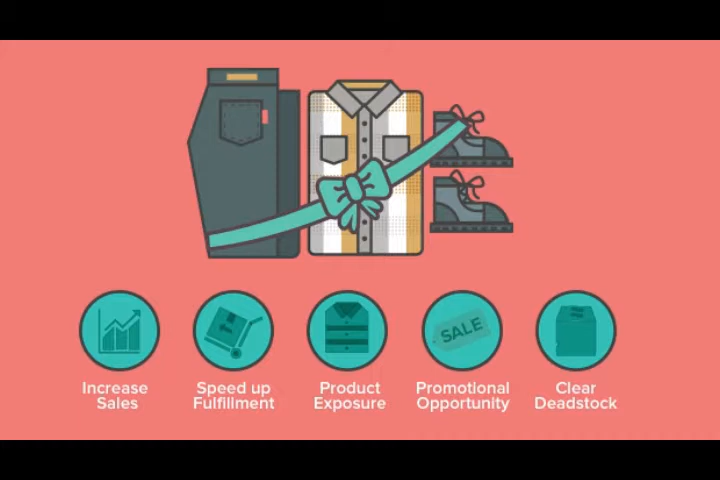 Increase
Sales
Speed up
Fulfillment
Product
Exposure
SALE
Promotional
Opportunity
Clear
Deadstock